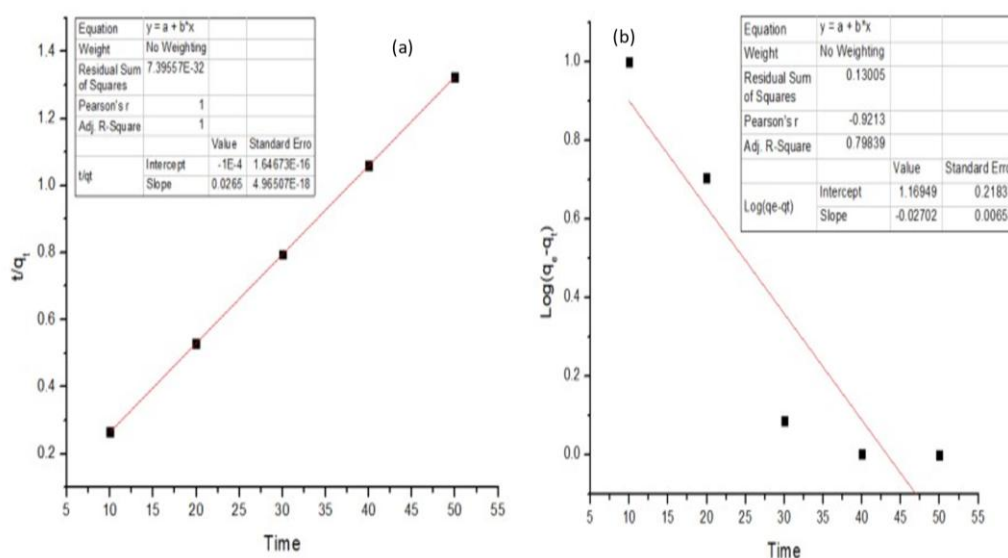 (a)
Equation y = a + b*x
Weight No Weighting
Residual Sum of Squares 7.39557E-32
Pearson's r 1
Adj. R-Square 1
Value Standard Erro
t/qt Intercept -1E-4 1.64673E-16
Slope 0.0265 4.96507E-18
t/qt
1.4
1.2
1.0
0.8
0.6
0.4
0.2
5 10 15 20 25 30 35 40 45 50 55
Time
(b)
Equation y = a + b*x
Weight No Weighting
Residual Sum of Squares 0.13005
Pearson's r -0.9213
Adj. R-Square 0.79839
Value Standard Erro
Log(qe-qt) Intercept 1.16949 0.2183
Slope -0.02702 0.0065
Log(qe-qt)
1.0
0.8
0.6
0.4
0.2
0.0
5 10 15 20 25 30 35 40 45 50 55
Time